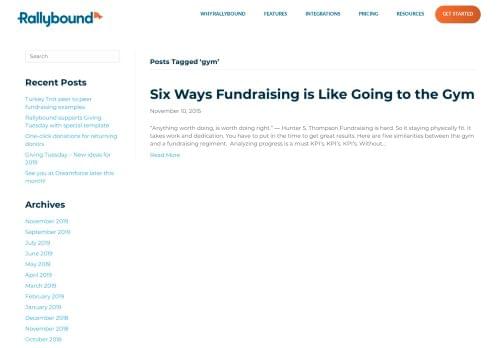 Rallybound
WHY RALLYBOUND
FEATURES
INTEGRATIONS
PRICING
RESOURCES
GET STARTED
Search
Recent Posts
Turkey Trot peer to peer
fundraising examples
Rallybound supports Giving
Tuesday with special template
One-click donations for returning
donors
Giving Tuesday – New ideas for
2019
See you at Dreamforce later this
month!
Archives
November 2019
September 2019
July 2019
June 2019
May 2019
April 2019
March 2019
February 2019
January 2019
December 2018
November 2018
October 2018
Posts Tagged ‘gym’
Six Ways Fundraising is Like Going to the Gym
November 10, 2015
“Anything worth doing, is worth doing right.” — Hunter S. Thompson Fundraising is hard. So it staying physically fit. It
takes work and dedication. You have to put in the time to get great results. Here are five similarities between the gym
and a fundraising regiment. Analyzing progress is a must KPI’s. KPI’s. KPI’s. Without...
Read More